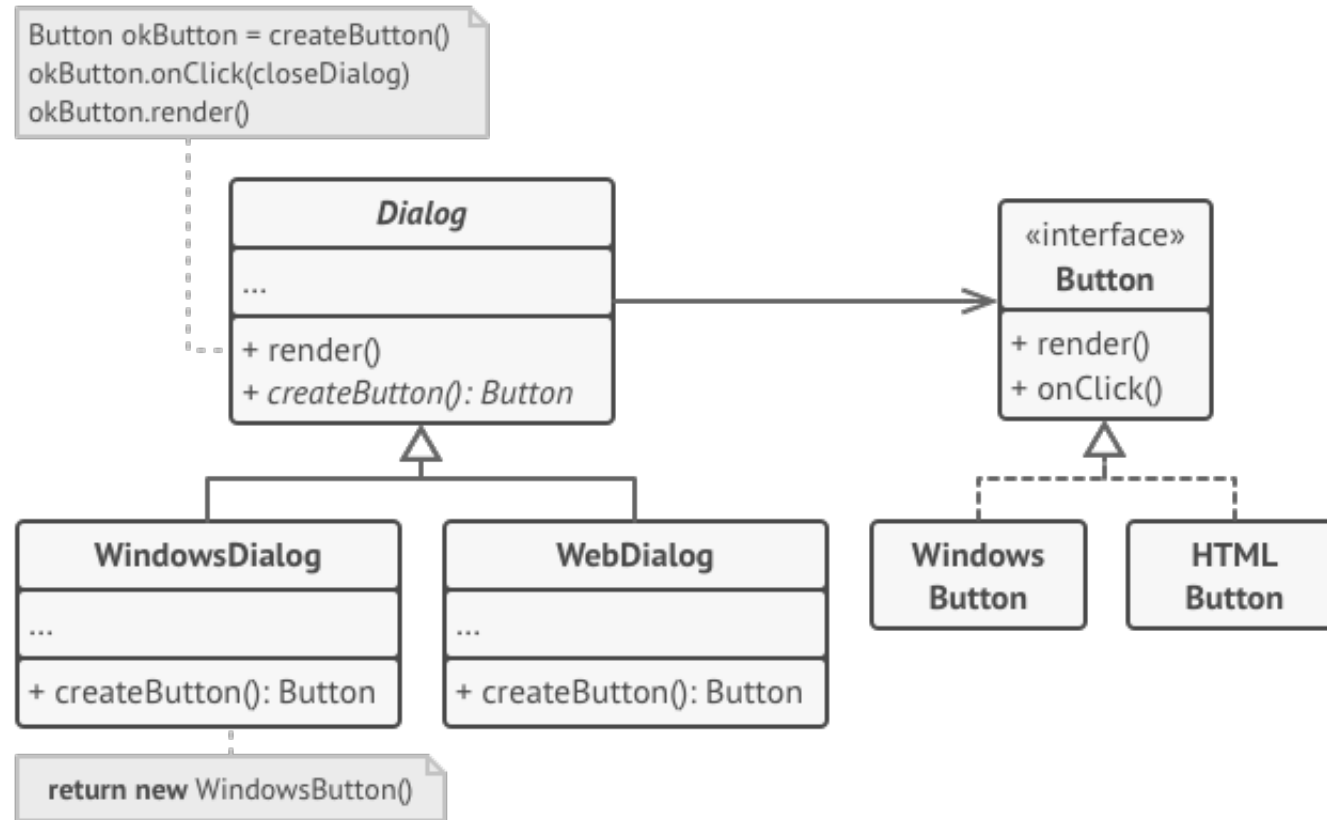 Button okButton = createButton()
okButton.onClick(closeDialog)
okButton.render()
Dialog
...
+ render()
+ createButton(): Button
«interface»
Button
+ render()
+ onClick()
WindowsDialog
...
+ createButton(): Button
WebDialog
...
+ createButton(): Button
Windows
Button
HTML
Button
return new WindowsButton()